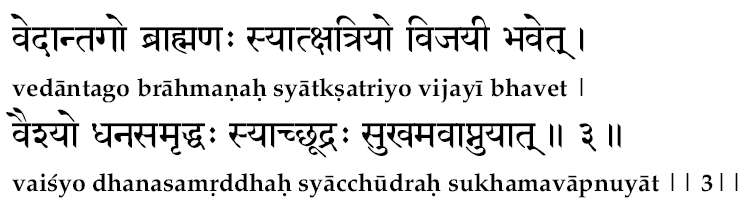 वेदान्तगो ब्राह्मणः स्यात्क्षत्रियो विजयी भवेत् ।
vedāntago brāhmaṇaḥ syātkṣatriyo vijayī bhavet |
वैश्यो धनसमृद्धः स्याच्छूद्रः सुखमवाप्नुयात् ॥ ३ ॥
vaiśyo dhanasamṛddhaḥ syācchūdraḥ sukhamavāpnuyāt || 3||